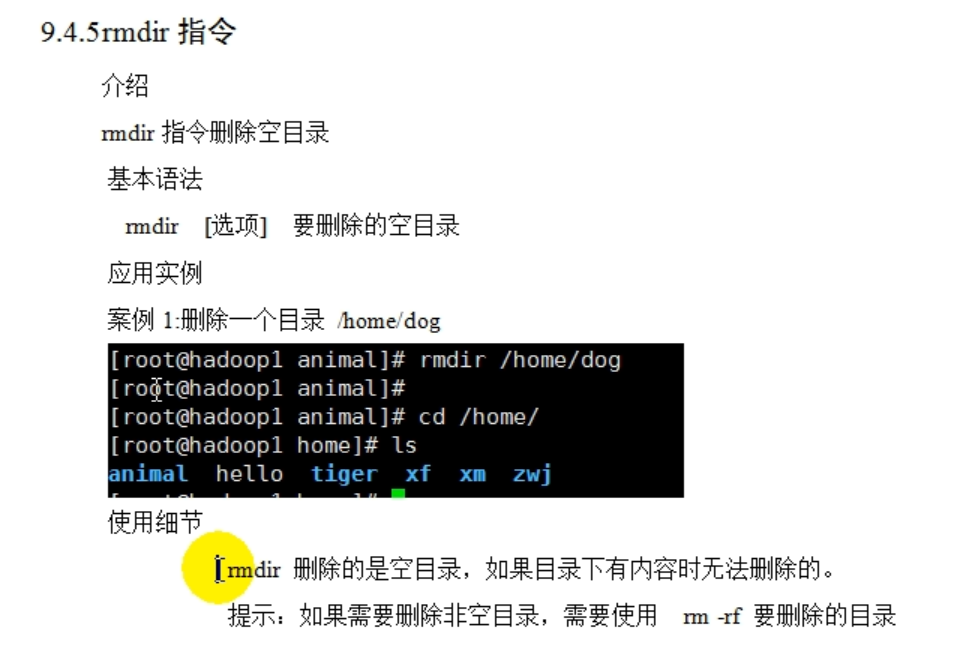 9.4.5rmdir 指令
介绍
rmdir 指令删除空目录
基本语法
rmdir [选项] 要删除的空目录
应用实例
案例 1:删除一个目录 /home/dog
[root@hadoop1 animal]# rmdir /home/dog
[root@hadoop1 animal]#
[root@hadoop1 animal]# cd /home/
[root@hadoop1 home]# ls
animal hello tiger xf xm zwj
使用细节
rmdir 删除的是空目录，如果目录下有内容时无法删除的。
提示：如果需要删除非空目录，需要使用 rm -rf 要删除的目录